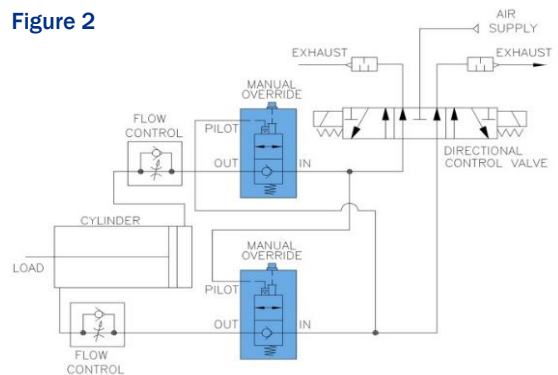 Figure 2
AIR
SUPPLY
EXHAUST
EXHAUST
MANUAL
OVERRIDE
FLOW
CONTROL
PILOT
OUT
IN
DIRECTIONAL
CONTROL VALVE
CYLINDER
LOAD
MANUAL
OVERRIDE
PILOT
OUT
IN
FLOW
CONTROL